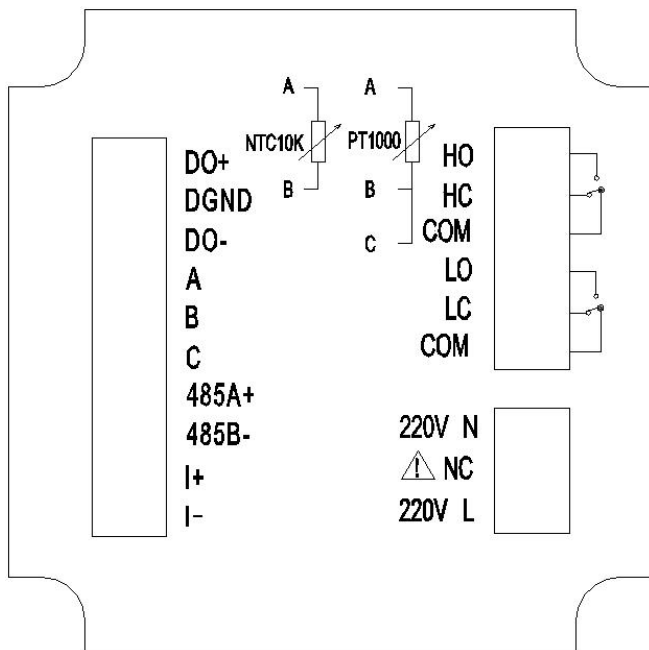 A
NTC10K
B
A
PT1000
B
C
DO+
DGND
DO-
A
B
C
485A+
485B-
I+
I-
HO
HC
COM
LO
LC
COM
220V N
⚠ NC
220V L